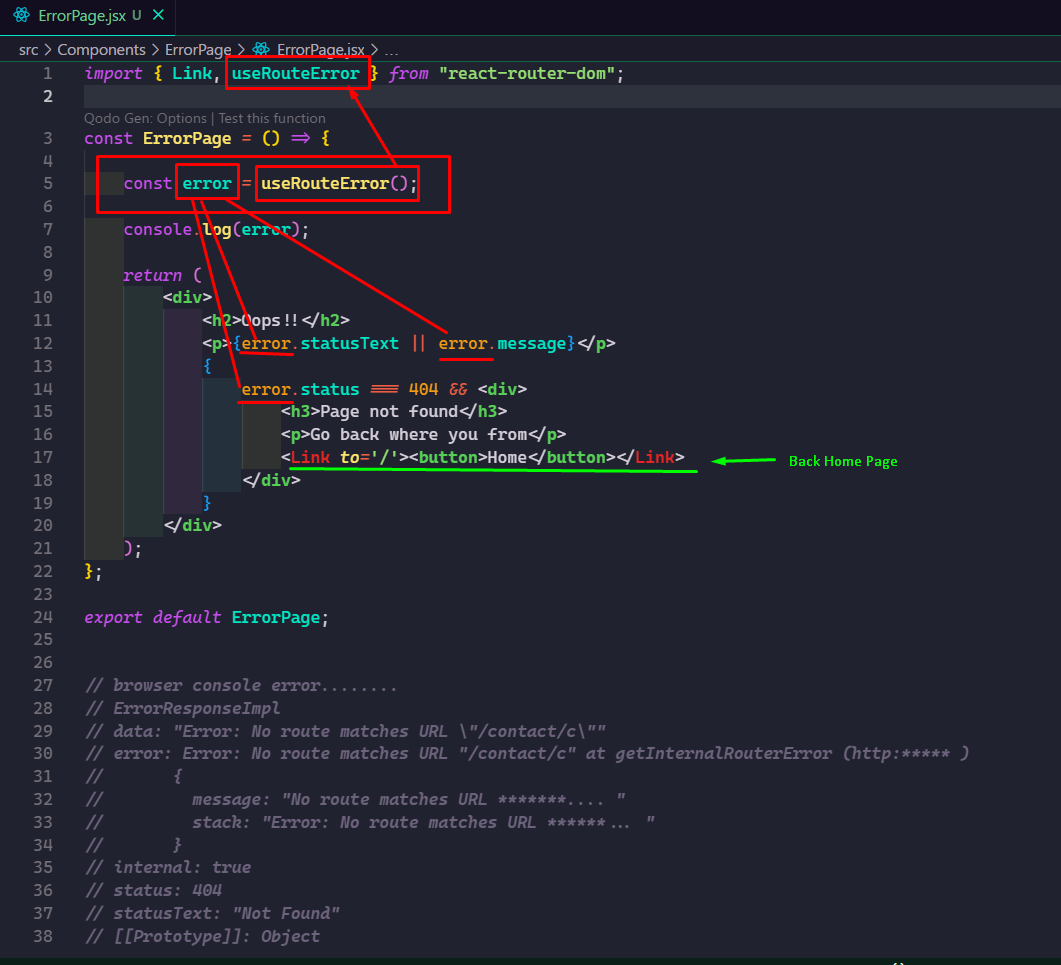 ErrorPage.jsx U ×
src > Components > ErrorPage > ErrorPage.jsx > ...
1 import { Link, useRouteError } from "react-router-dom";
2
Qodo Gen: Options | Test this function
3 const ErrorPage = () => {
4
5 const error = useRouteError();
6
7 console.log(error);
8
9 return (
10 <div>
11 <h2>Oops!!</h2>
12 <p>{error.statusText || error.message}</p>
13 {
14 error.status === 404 && <div>
15 <h3>Page not found</h3>
16 <p>Go back where you from</p>
17 <Link to='/'><button>Home</button></Link>
Back Home Page
18 </div>
19 }
20 </div>
21 );
22 };
23
24 export default ErrorPage;
25
26
27 // browser console error........
28 // ErrorResponseImpl
29 // data: "Error: No route matches URL \"/contact/c\""
30 // error: Error: No route matches URL "/contact/c" at getInternalRouterError (http:***** )
31 // {
32 // message: "No route matches URL *******.... "
33 // stack: "Error: No route matches URL ******... "
34 // }
35 // internal: true
36 // status: 404
37 // statusText: "Not Found"
38 // [[Prototype]]: Object